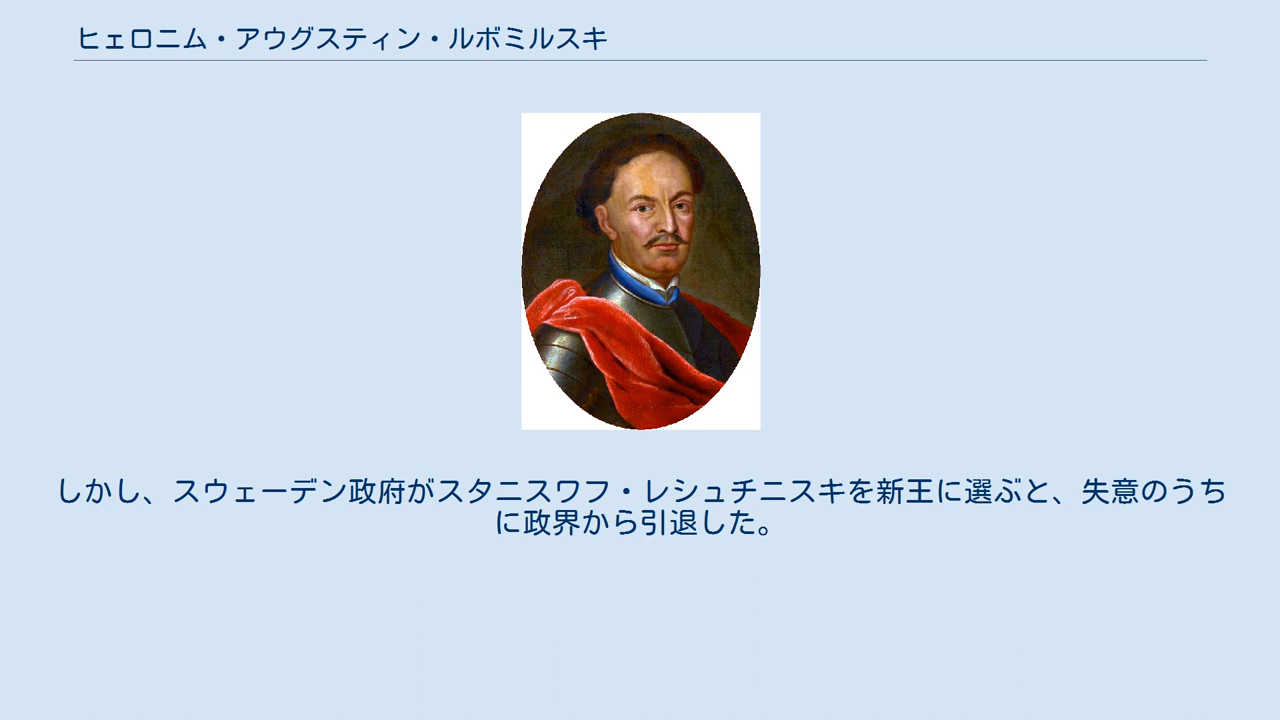 ヒェロニム・アウグスティン・ルボミルスキ
しかし、スウェーデン政府がスタニスワフ・レシュチニスキを新王に選ぶと、失意のうち
に政界から引退した。